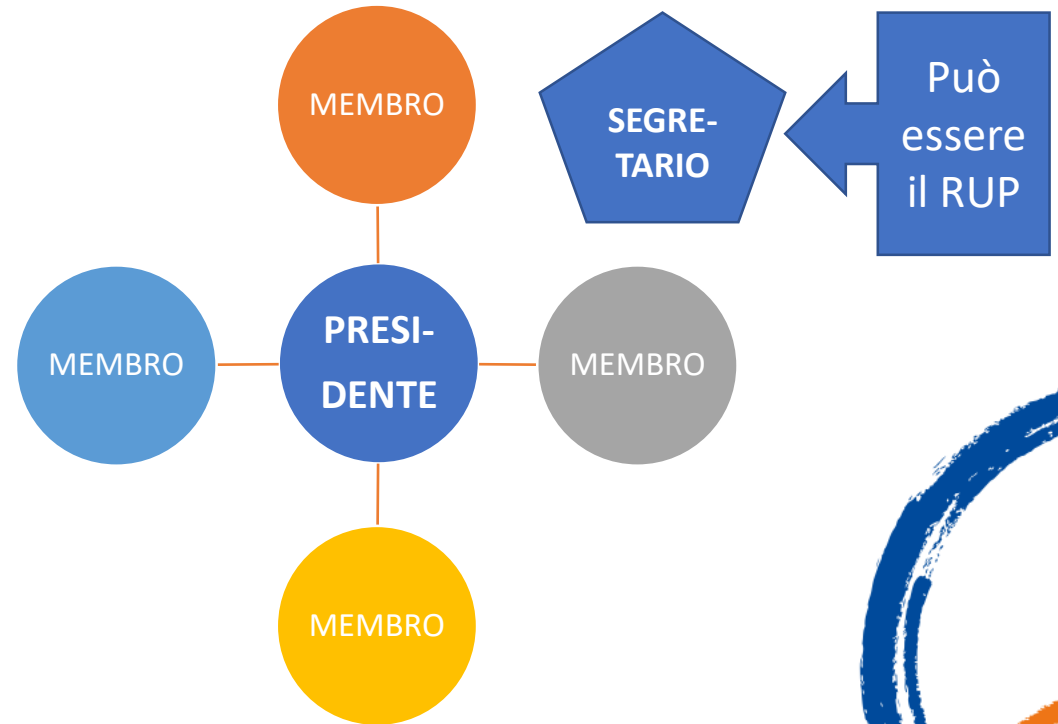 MEMBRO
SEGRE-
TARIO
Può
essere
il RUP
MEMBRO
PRESI-
DENTE
MEMBRO
MEMBRO